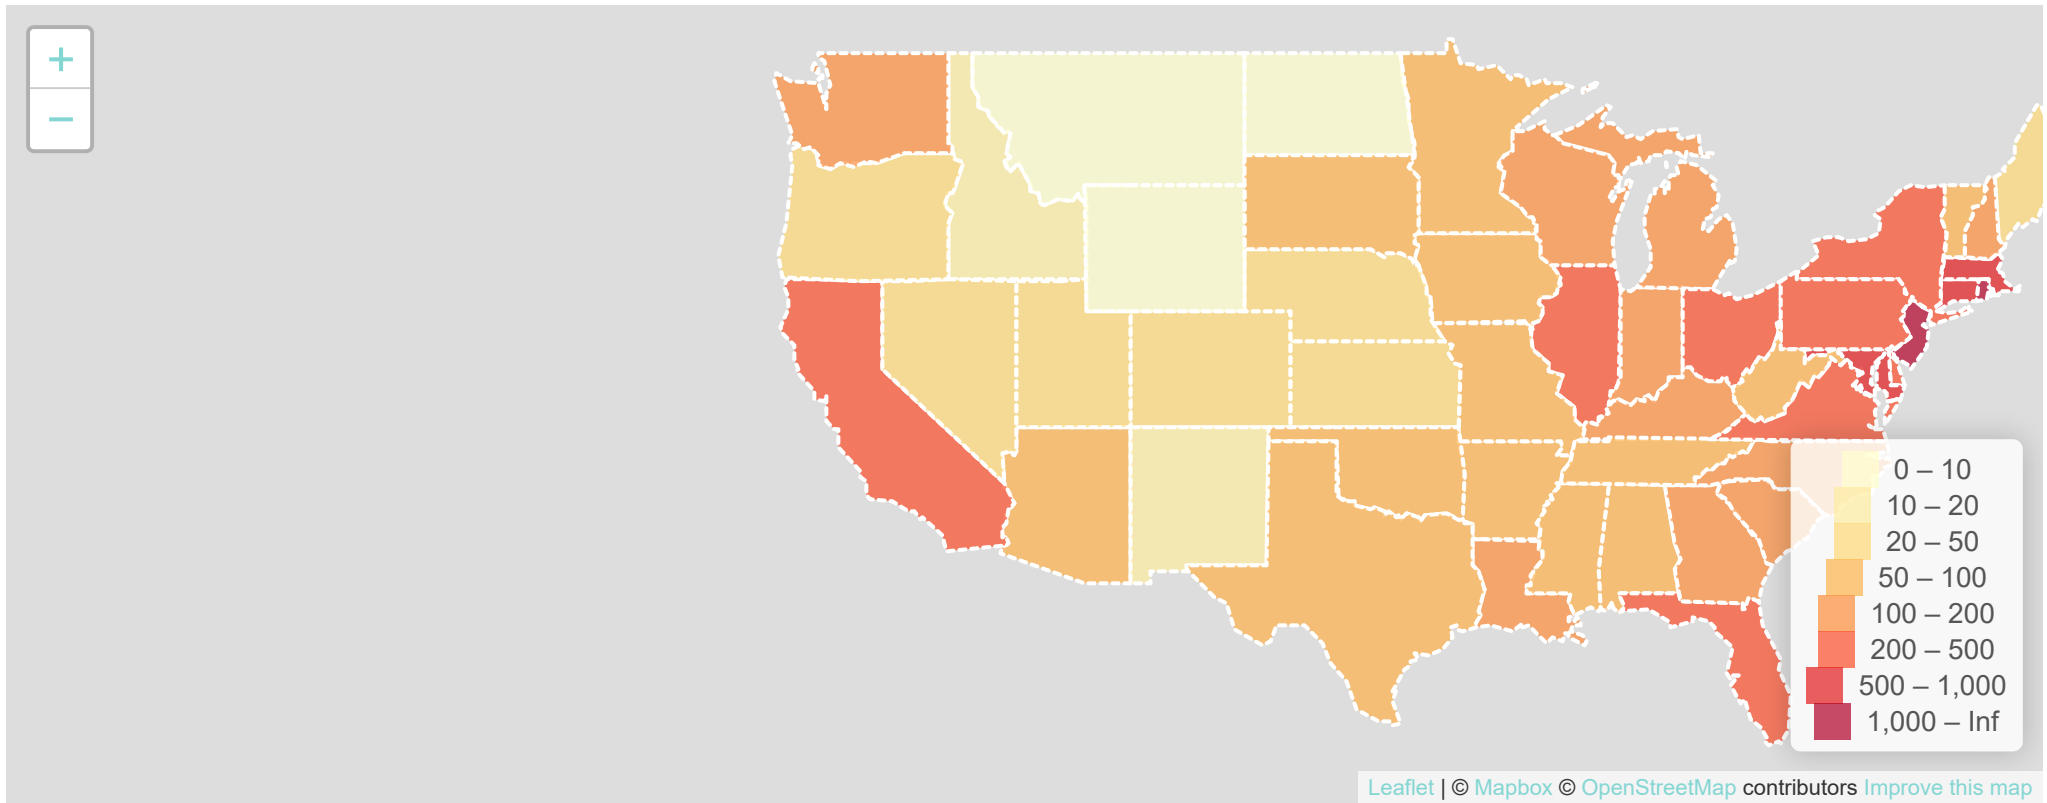 +
−
0 – 10
10 – 20
20 – 50
50 – 100
100 – 200
200 – 500
500 – 1,000
1,000 – Inf
Leaflet | © Mapbox © OpenStreetMap contributors Improve this map